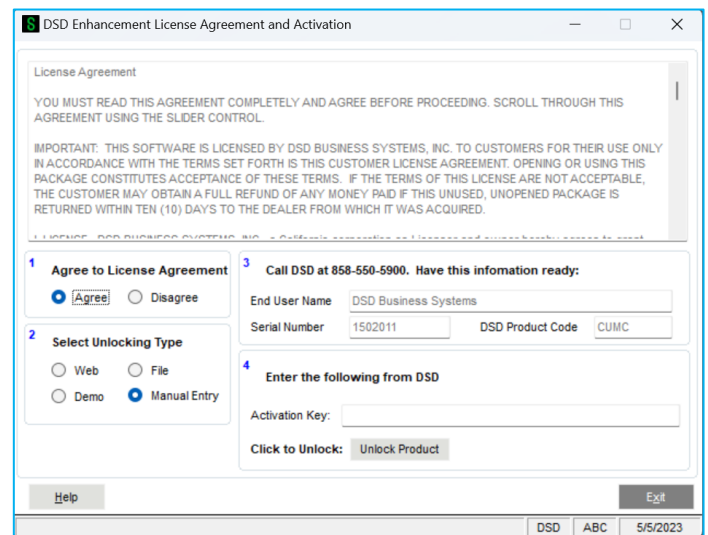 S DSD Enhancement License Agreement and Activation
License Agreement
YOU MUST READ THIS AGREEMENT COMPLETELY AND AGREE BEFORE PROCEEDING. SCROLL THROUGH THIS
AGREEMENT USING THE SLIDER CONTROL.
IMPORTANT: THIS SOFTWARE IS LICENSED BY DSD BUSINESS SYSTEMS, INC. TO CUSTOMERS FOR THEIR USE ONLY
IN ACCORDANCE WITH THE TERMS SET FORTH IS THIS CUSTOMER LICENSE AGREEMENT. OPENING OR USING THIS
PACKAGE CONSTITUTES ACCEPTANCE OF THESE TERMS. IF THE TERMS OF THIS LICENSE ARE NOT ACCEPTABLE,
THE CUSTOMER MAY OBTAIN A FULL REFUND OF ANY MONEY PAID IF THIS UNUSED, UNOPENED PACKAGE IS
RETURNED WITHIN TEN (10) DAYS TO THE DEALER FROM WHICH IT WAS ACQUIRED.
1 Agree to License Agreement
Agree Disagree
2 Select Unlocking Type
Web File
Demo Manual Entry
3 Call DSD at 858-550-5900. Have this infomation ready:
End User Name DSD Business Systems
Serial Number 1502011 DSD Product Code CUMC
4 Enter the following from DSD
Activation Key:
Click to Unlock: Unlock Product
Help Exit
DSD ABC 5/5/2023